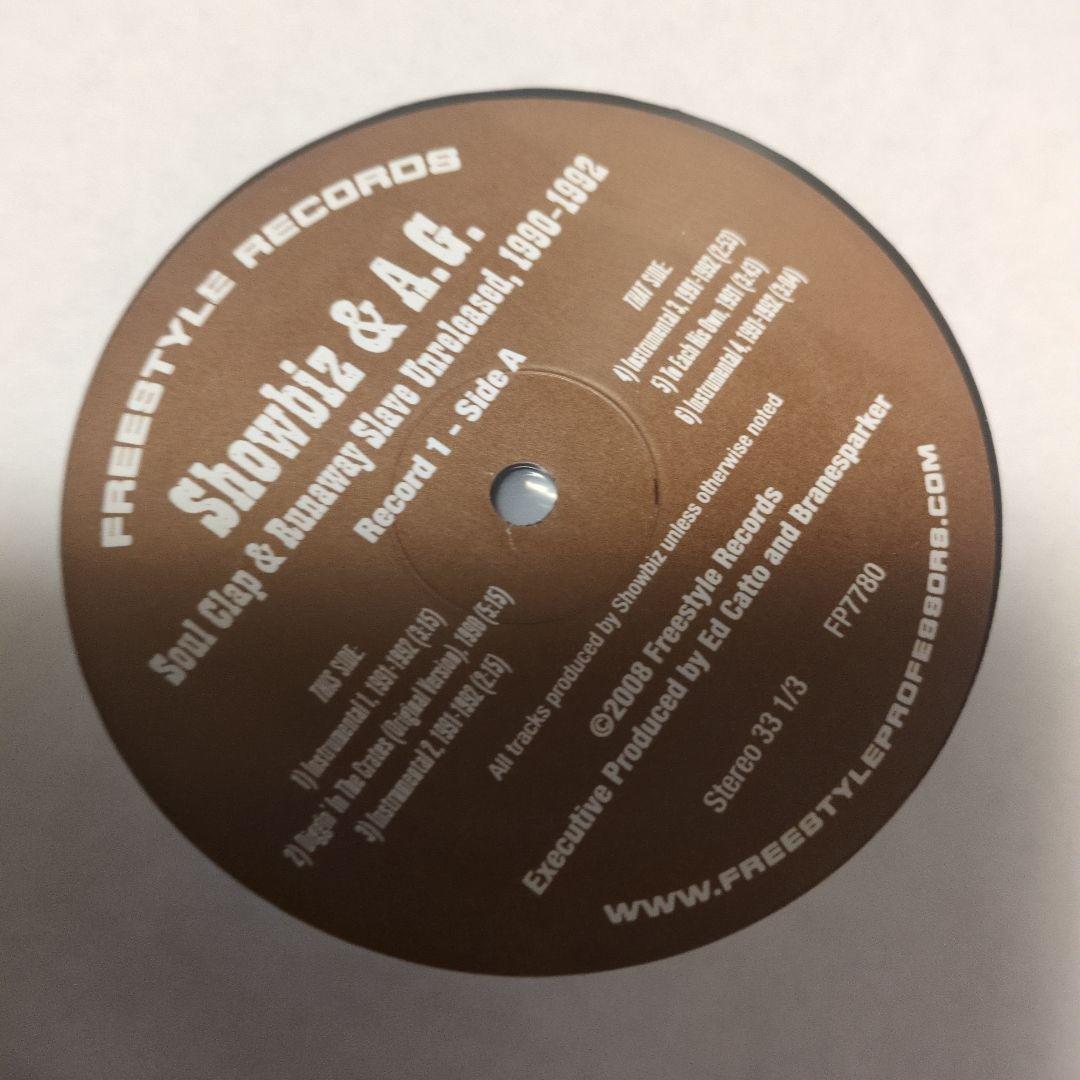 FREESTYLE RECORDS
Showbiz & A.G.
Soul Clap & Runaway Slave Unreleased, 1990-1992
Record 1 - Side A
THIS SIDE:
1) Instrumental 1, 1991-1992 (3:15)
2) Diggin' In The Crates (Original Version), 1990 (5:15)
3) Instrumental 2, 1991-1992 (2:15)
THAT SIDE:
4) Instrumental 3, 1991-1992 (2:53)
5) To Each His Own, 1991 (3:43)
6) Instrumental 4, 1991-1992 (3:04)
All tracks produced by Showbiz unless otherwise noted
©2008 Freestyle Records
Executive Produced by Ed Catto and Branesparker
Stereo 33 1/3
FP7780
WWW.FREESTYLEPROFESSORS.COM